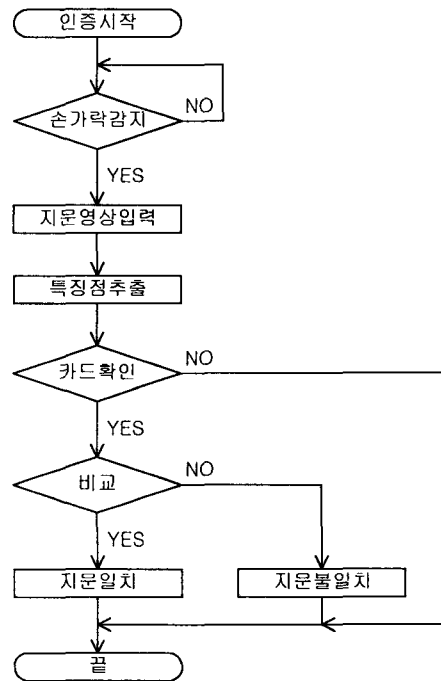 인증시작
손가락감지
NO
YES
지문영상입력
특징점추출
카드확인
NO
YES
비교
NO
YES
지문일치
지문불일치
끝